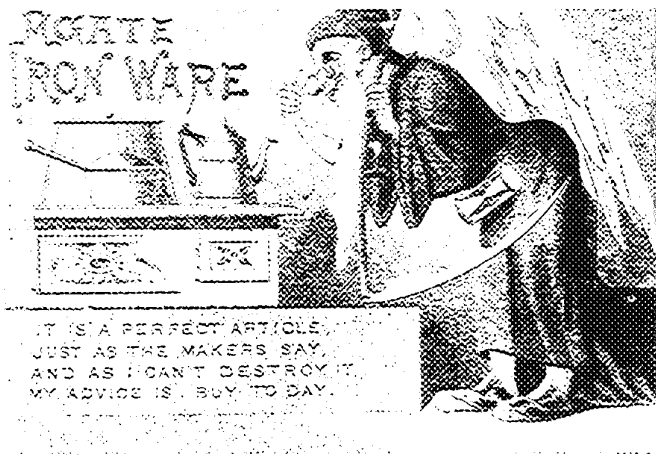 AGATE
IRON WARE
IT IS A PERFECT ARTICLE,
JUST AS THE MAKERS SAY,
AND AS I CAN'T DESTROY IT,
MY ADVICE IS, BUY TO DAY.